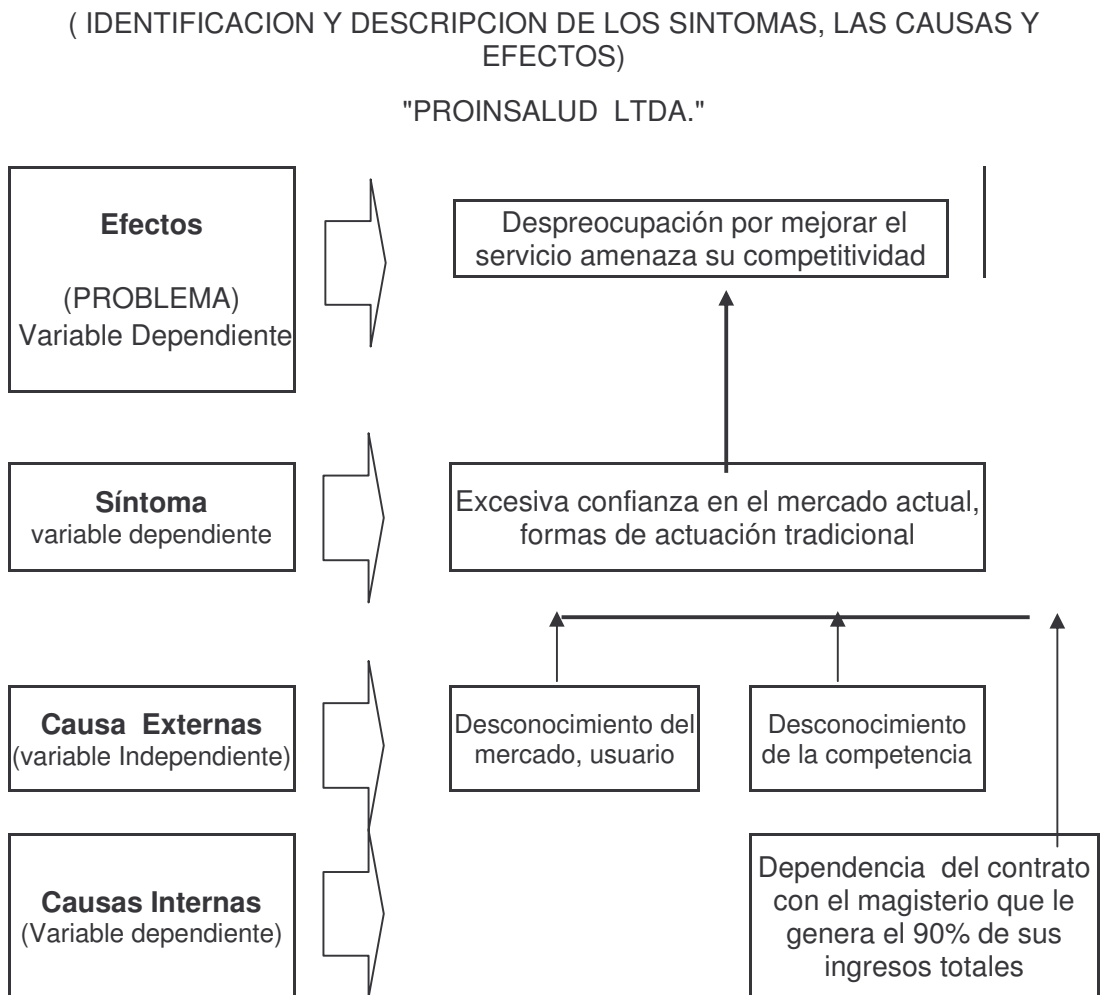 ( IDENTIFICACION Y DESCRIPCION DE LOS SINTOMAS, LAS CAUSAS Y
EFECTOS)
"PROINSALUD LTDA."
Efectos
(PROBLEMA)
Variable Dependiente
Despreocupación por mejorar el
servicio amenaza su competitividad
Síntoma
variable dependiente
Excesiva confianza en el mercado actual,
formas de actuación tradicional
Causa Externas
(variable Independiente)
Desconocimiento del
mercado, usuario
Desconocimiento
de la competencia
Causas Internas
(Variable dependiente)
Dependencia del contrato
con el magisterio que le
genera el 90% de sus
ingresos totales